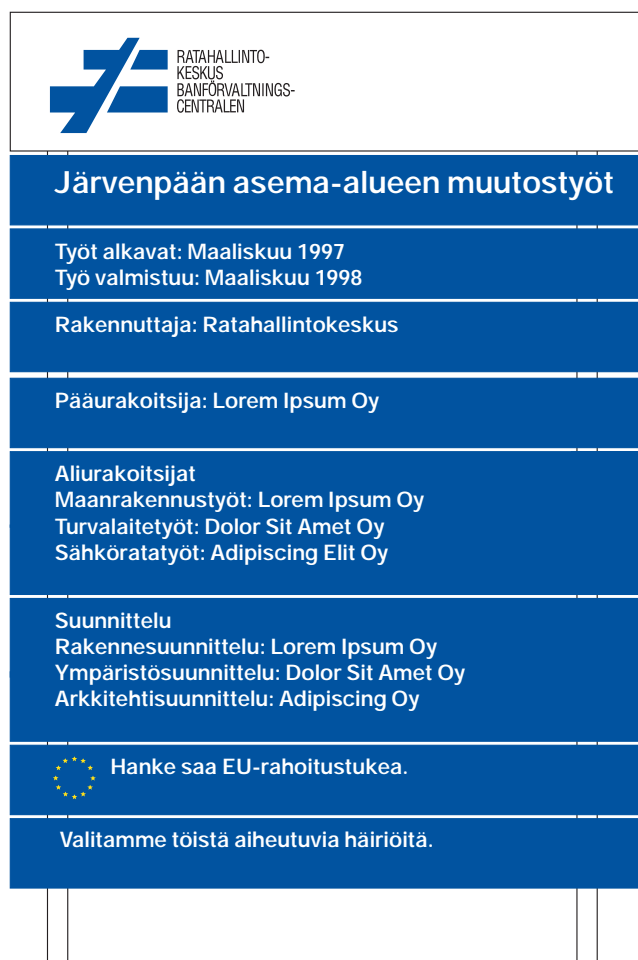 RATAHALLINTO-
KESKUS
BANFÖRVALTNINGS-
CENTRALEN
Järvenpään asema-alueen muutostyöt
Työt alkavat: Maaliskuu 1997
Työ valmistuu: Maaliskuu 1998
Rakennuttaja: Ratahallintokeskus
Pääurakoitsija: Lorem Ipsum Oy
Aliurakoitsijat
Maanrakennustyöt: Lorem Ipsum Oy
Turvalaitetyöt: Dolor Sit Amet Oy
Sähköratatyöt: Adipiscing Elit Oy
Suunnittelu
Rakennesuunnittelu: Lorem Ipsum Oy
Ympäristösuunnittelu: Dolor Sit Amet Oy
Arkkitehtisuunnittelu: Adipiscing Oy
Hanke saa EU-rahoitustukea.
Valitamme töistä aiheutuvia häiriöitä.